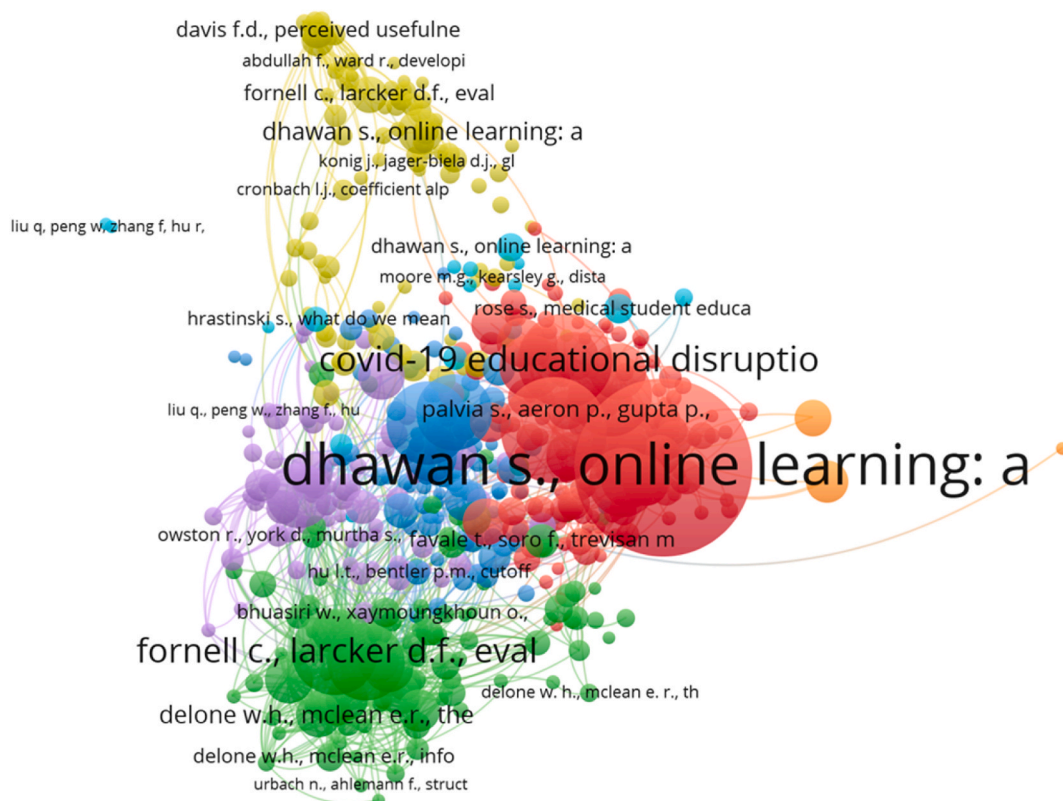 davis f.d., perceived usefulne
abdullah f., ward r., developi
fornell c., larcker d.f., eval
dhawan s., online learning: a
konig j., jager-biela d.j., gl
cronbach l.j., coefficient alp
liu q, peng w, zhang f, hu r,
dhawan s., online learning: a
moore m.g., kearsley g., dista
rose s., medical student educa
hrastinski s., what do we mean
covid-19 educational disruptio
liu q., peng w., zhang f., hu
palvia s., aeron p., gupta p.,
dhawan s., online learning: a
owston r., york d., murtha s.,
favale t., soro f., trevisan m
hu l.t., bentler p.m., cutoff
bhuasiri w., xaymoungkhoun o.,
fornell c., larcker d.f., eval
delone w. h., mclean e. r., th
delone w.h., mclean e.r., the
delone w.h., mclean e.r., info
urbach n., ahlemann f., struct